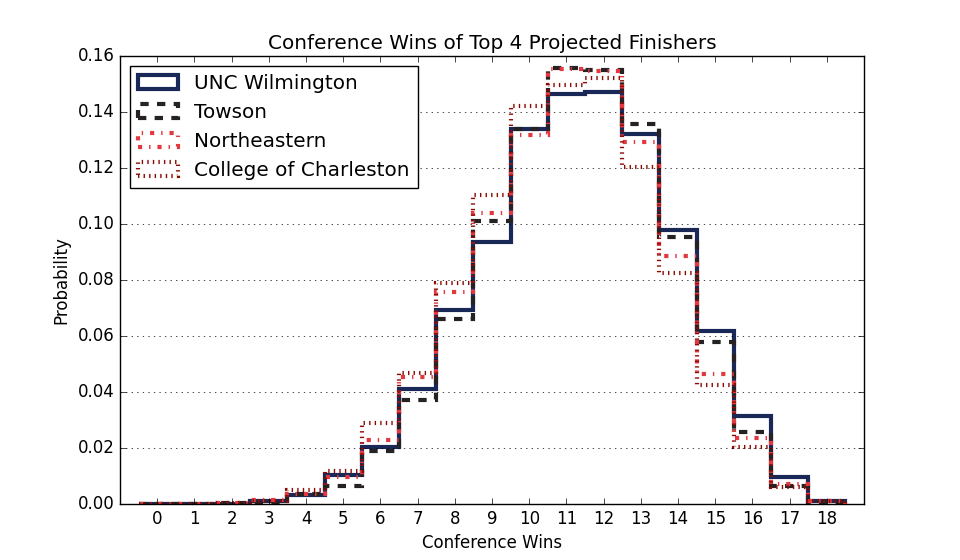 Conference Wins of Top 4 Projected Finishers
UNC Wilmington
Towson
Northeastern
College of Charleston
Probability
0.16
0.14
0.12
0.10
0.08
0.06
0.04
0.02
0.00
0 1 2 3 4 5 6 7 8 9 10 11 12 13 14 15 16 17 18
Conference Wins